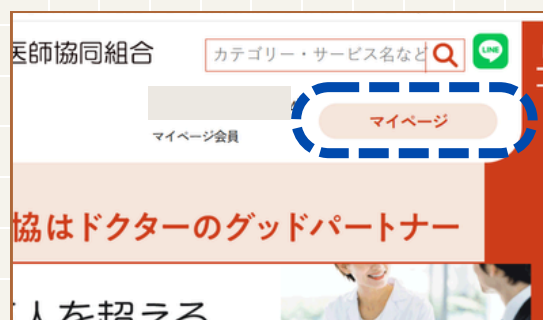 医師協同組合
カテゴリー・サービス名など
LINE
マイページ
マイページ会員
協はドクターのグッドパートナー
人を超える